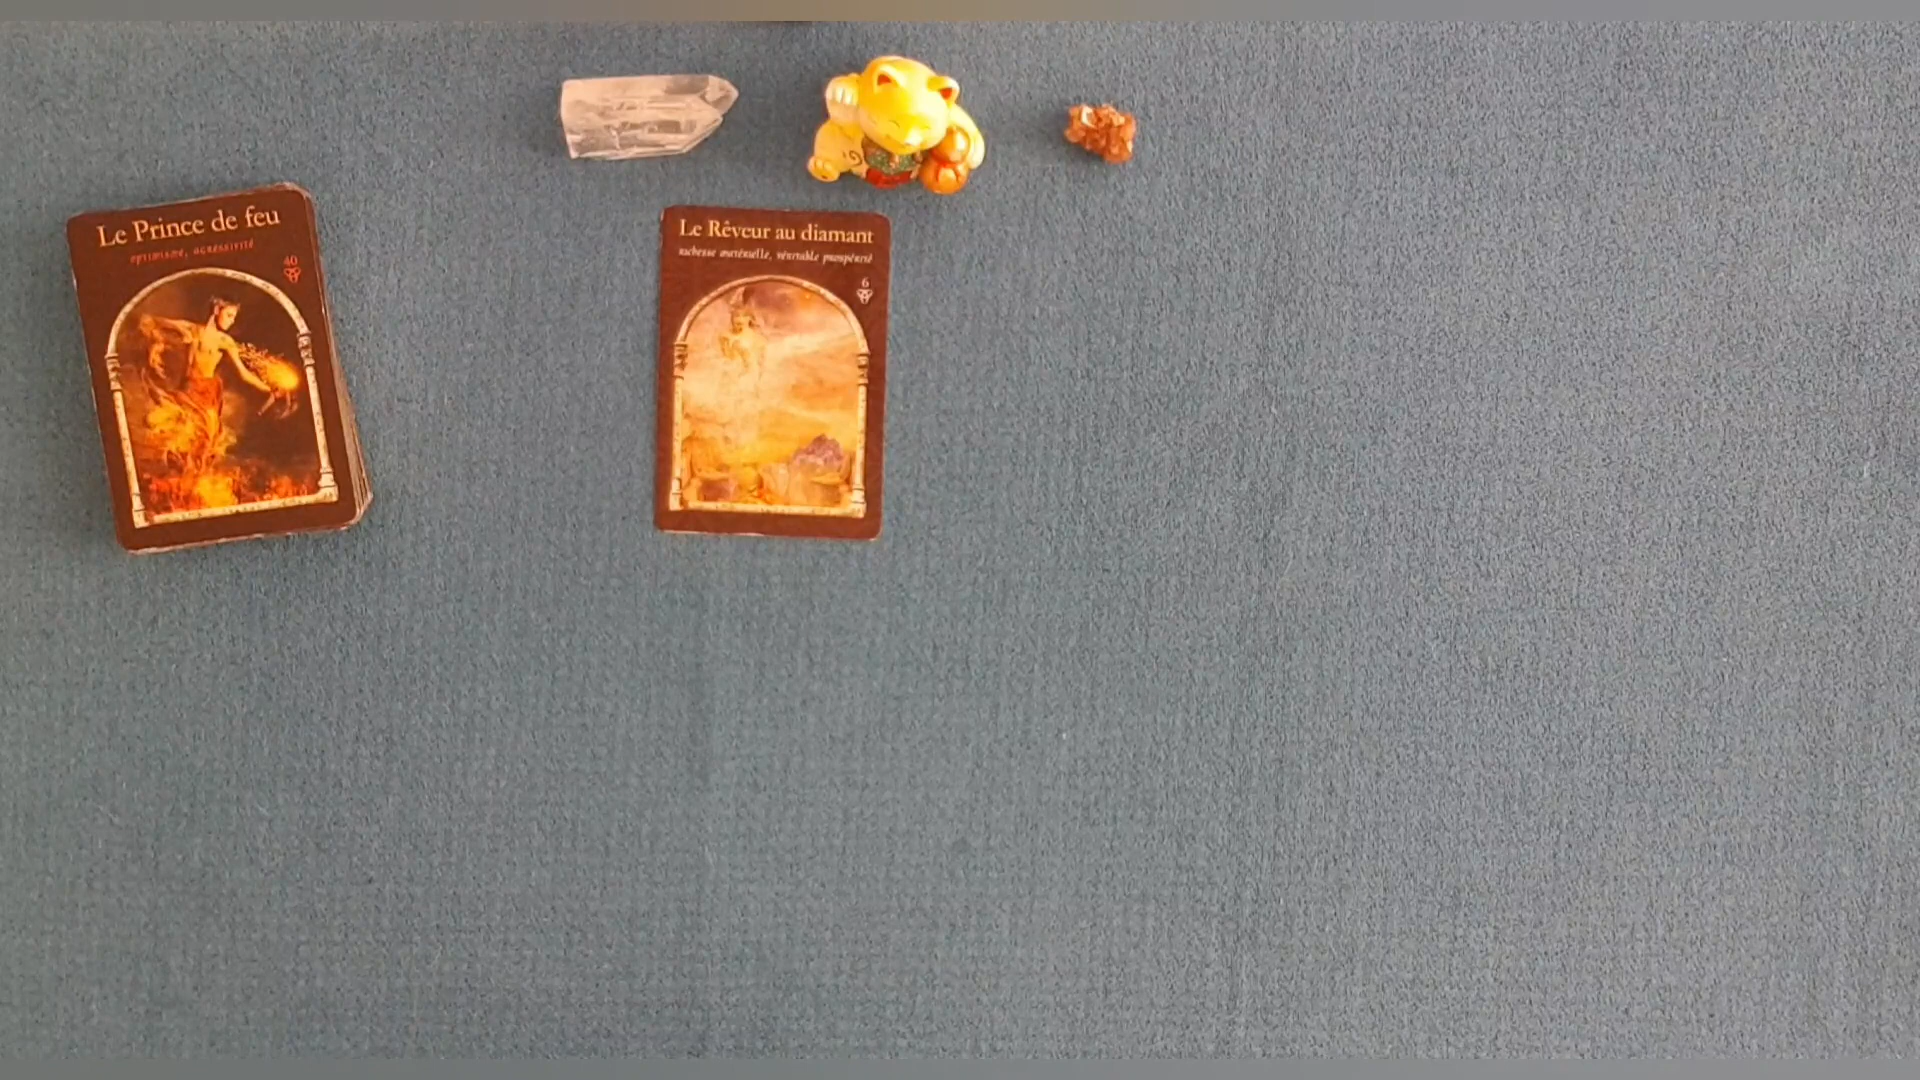 Le Prince de feu
optimisme, agressivité
40
Le Rêveur au diamant
richesse matérielle, véritable prospérité
6